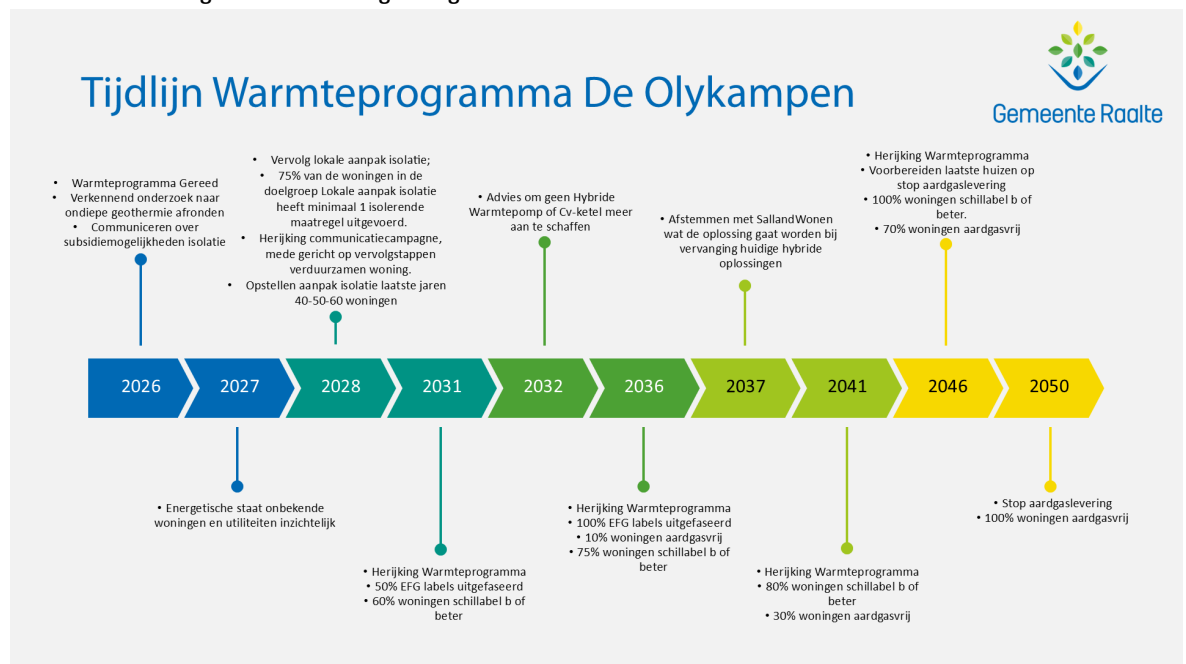 Tijdlijn Warmteprogramma De Olykampen
Gemeente Raalte
• Warmteprogramma Gereed
• Verkennend onderzoek naar
ondiepe geothermie afronden
• Communiceren over
subsidiemogelijkheden isolatie
• Vervolg lokale aanpak isolatie;
• 75% van de woningen in de
doelgroep Lokale aanpak isolatie
heeft minimaal 1 isolerende
maatregel uitgevoerd.
• Herijking communicatiecampagne,
mede gericht op vervolgstappen
verduurzamen woning.
• Opstellen aanpak isolatie laatste jaren
40-50-60 woningen
• Advies om geen Hybride
Warmtepomp of Cv-ketel meer
aan te schaffen
• Afstemmen met SallandWonen
wat de oplossing gaat worden bij
vervanging huidige hybride
oplossingen
• Herijking Warmteprogramma
• Voorbereiden laatste huizen op
stop aardgaslevering
• 100% woningen schillabel b of
beter.
• 70% woningen aardgasvrij
2026
2027
2028
2031
2032
2036
2037
2041
2046
2050
• Energetische staat onbekende
woningen en utiliteiten inzichtelijk
• Herijking Warmteprogramma
• 50% EFG labels uitgefaseerd
• 60% woningen schillabel b of
beter
• Herijking Warmteprogramma
• 100% EFG labels uitgefaseerd
• 10% woningen aardgasvrij
• 75% woningen schillabel b of
beter
• Herijking Warmteprogramma
• 80% woningen schillabel b of
beter
• 30% woningen aardgasvrij
• Stop aardgaslevering
• 100% woningen aardgasvrij